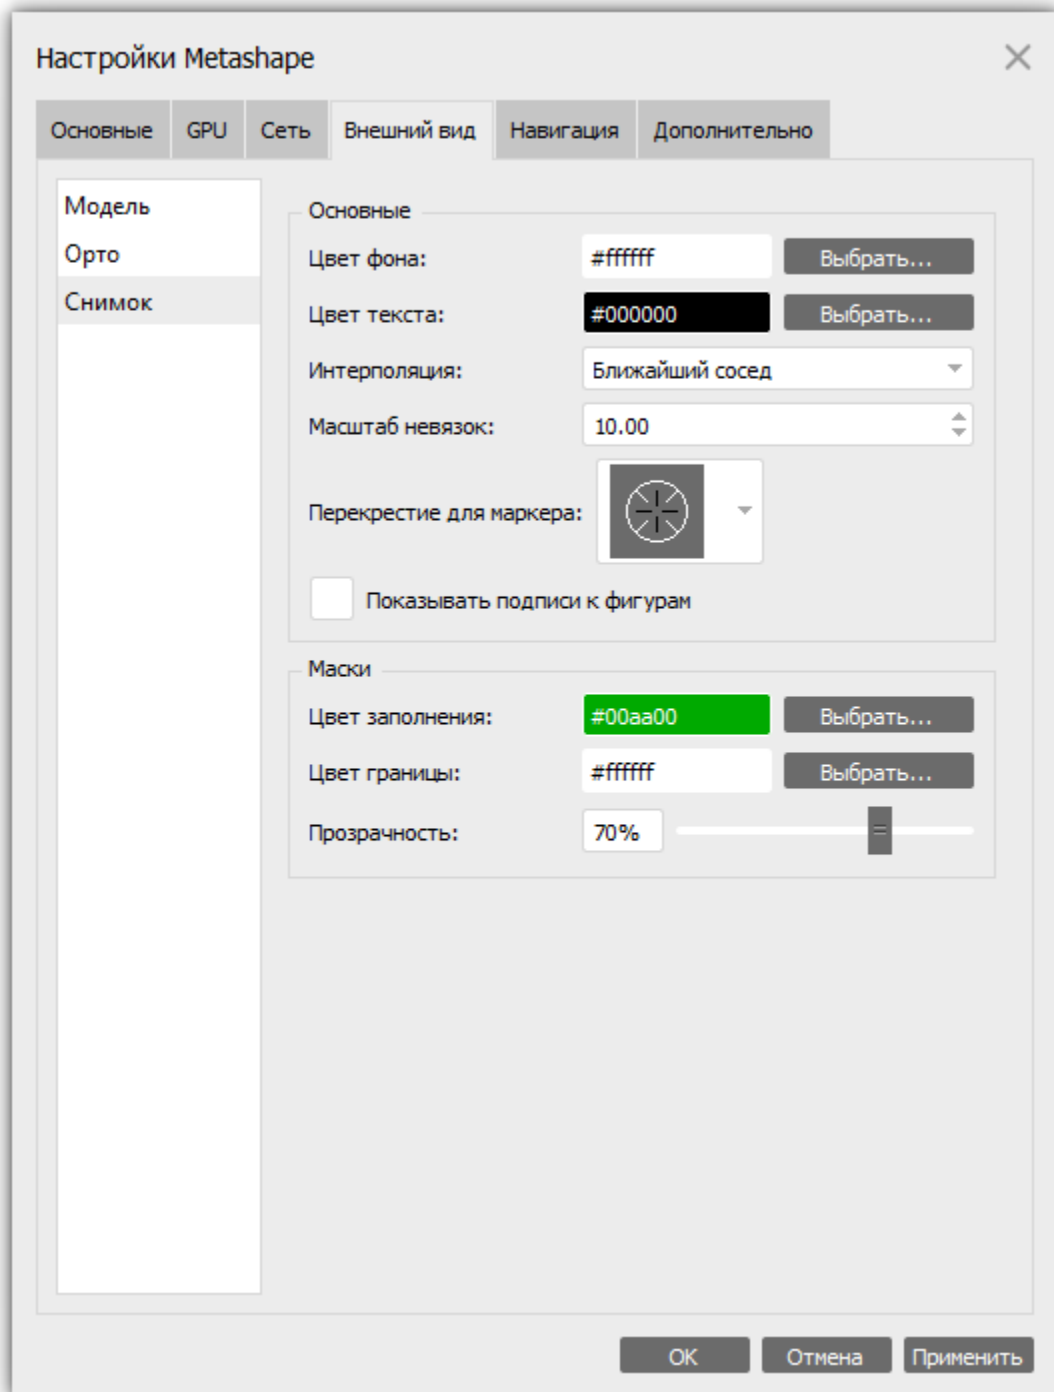 Настройки Metashape
Основные GPU Сеть Внешний вид Навигация Дополнительно
Модель
Орто
Снимок
Основные
Цвет фона: #ffffff Выбрать...
Цвет текста: #000000 Выбрать...
Интерполяция: Ближайший сосед
Масштаб невязок: 10.00
Перекрестие для маркера:
Показывать подписи к фигурам
Маски
Цвет заполнения: #00aa00 Выбрать...
Цвет границы: #ffffff Выбрать...
Прозрачность: 70%
OK Отмена Применить